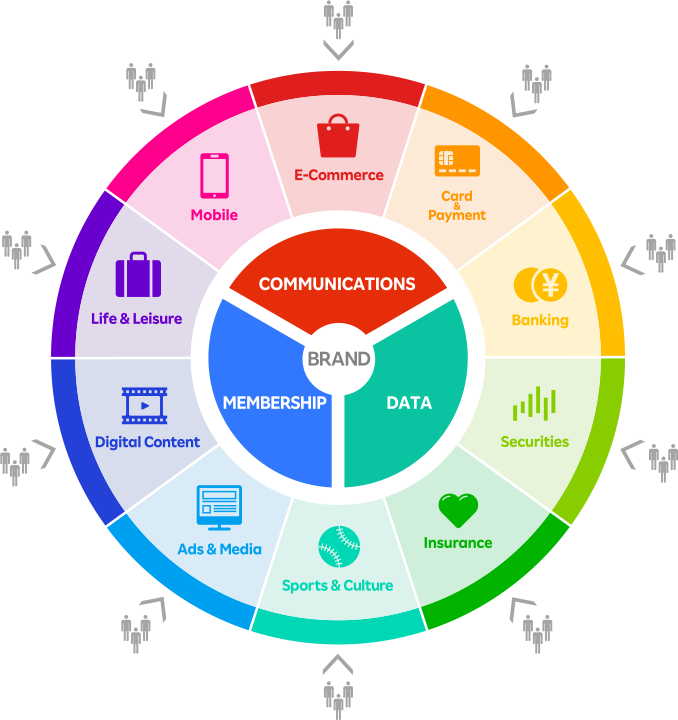 E-Commerce
Card
&
Payment
Banking
Securities
Insurance
Sports & Culture
Ads & Media
Digital Content
Life & Leisure
Mobile
COMMUNICATIONS
BRAND
MEMBERSHIP
DATA
¥